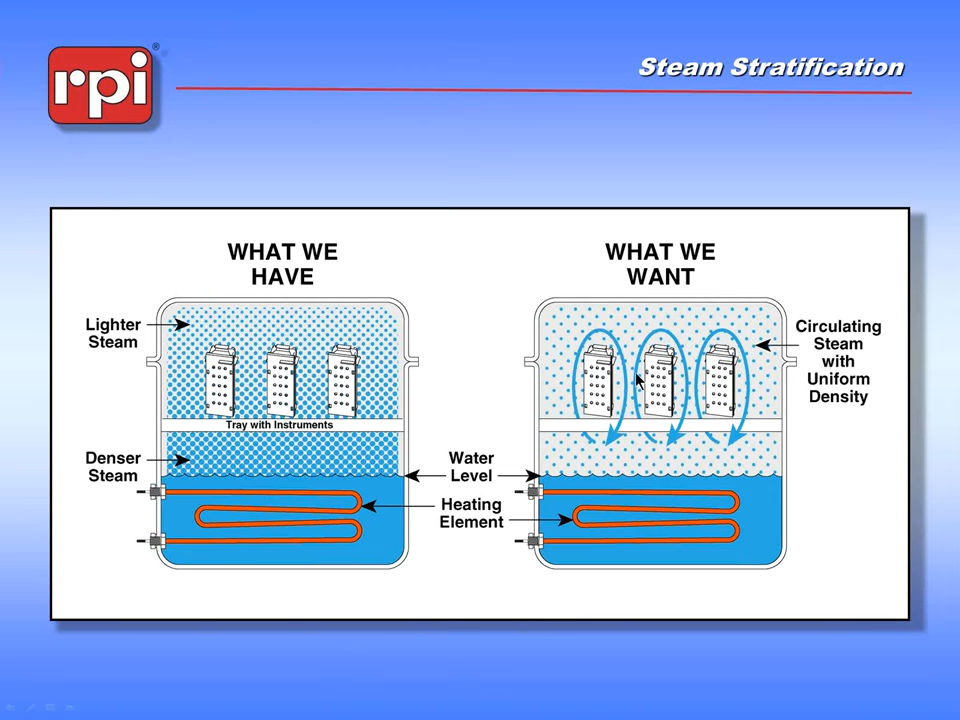 rpi
®
Steam Stratification
WHAT WE
HAVE
WHAT WE
WANT
Lighter
Steam
Circulating
Steam
with
Uniform
Density
Tray with Instruments
Denser
Steam
Water
Level
Heating
Element